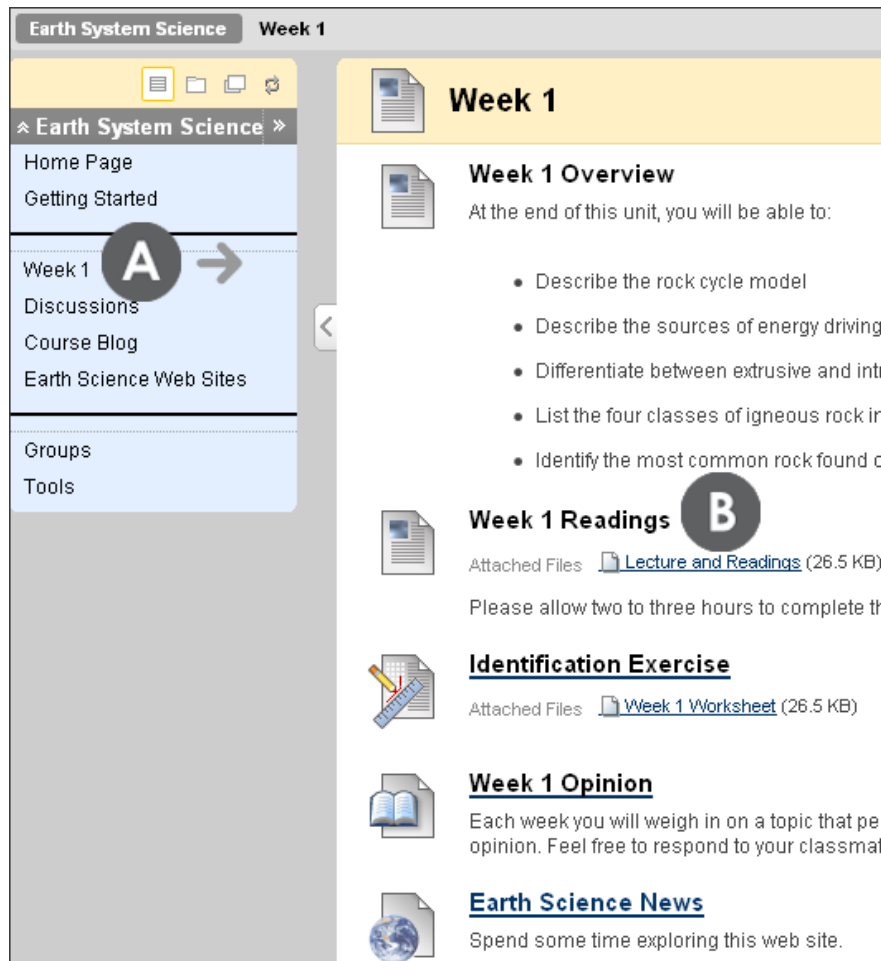 Earth System Science Week 1
Earth System Science
Home Page
Getting Started
Week 1
A
Discussions
Course Blog
Earth Science Web Sites
Groups
Tools
Week 1
Week 1 Overview
At the end of this unit, you will be able to:
• Describe the rock cycle model
• Describe the sources of energy driving
• Differentiate between extrusive and
• List the four classes of igneous rock
• Identify the most common rock found
Week 1 Readings
B
Attached Files Lecture and Readings (26.5 KB)
Please allow two to three hours to complete
Identification Exercise
Attached Files Week 1 Worksheet (26.5 KB)
Week 1 Opinion
Each week you will weigh in on a topic that
opinion. Feel free to respond to your
Earth Science News
Spend some time exploring this web site.